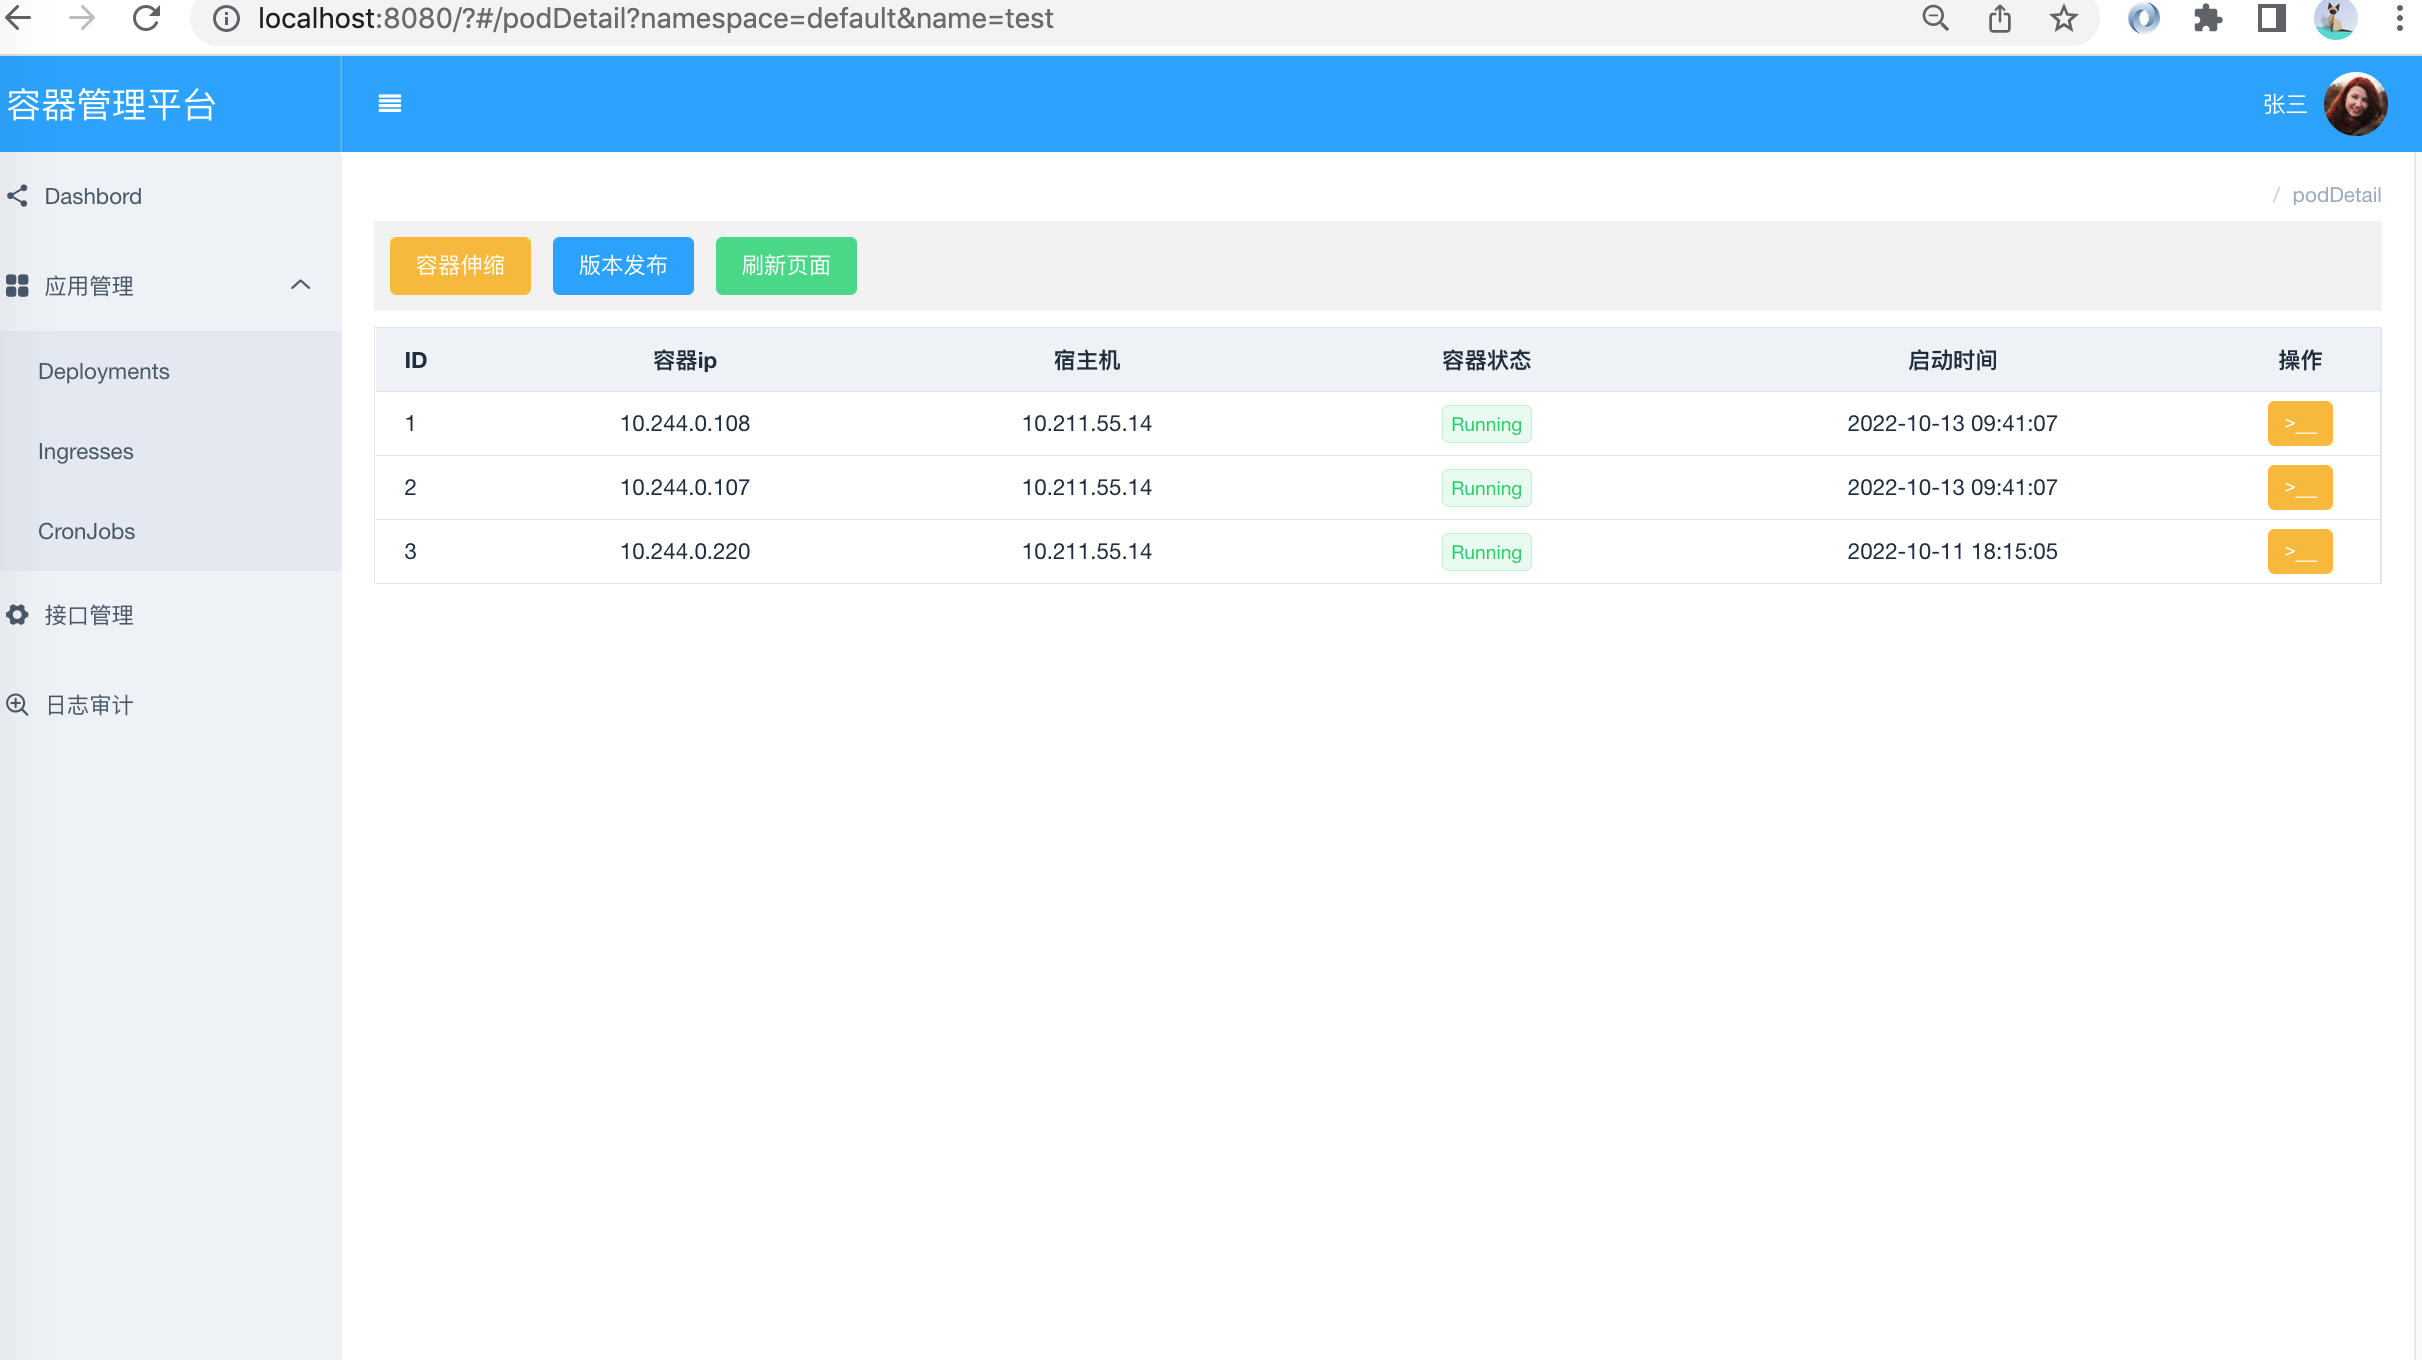 localhost:8080/?#/podDetail?namespace=default&name=test
容器管理平台
张三
Dashbord
/ podDetail
应用管理
容器伸缩 版本发布 刷新页面
Deployments
Ingresses
CronJobs
接口管理
日志审计
ID 容器ip 宿主机 容器状态 启动时间 操作
1 10.244.0.108 10.211.55.14 Running 2022-10-13 09:41:07 >__
2 10.244.0.107 10.211.55.14 Running 2022-10-13 09:41:07 >__
3 10.244.0.220 10.211.55.14 Running 2022-10-11 18:15:05 >__